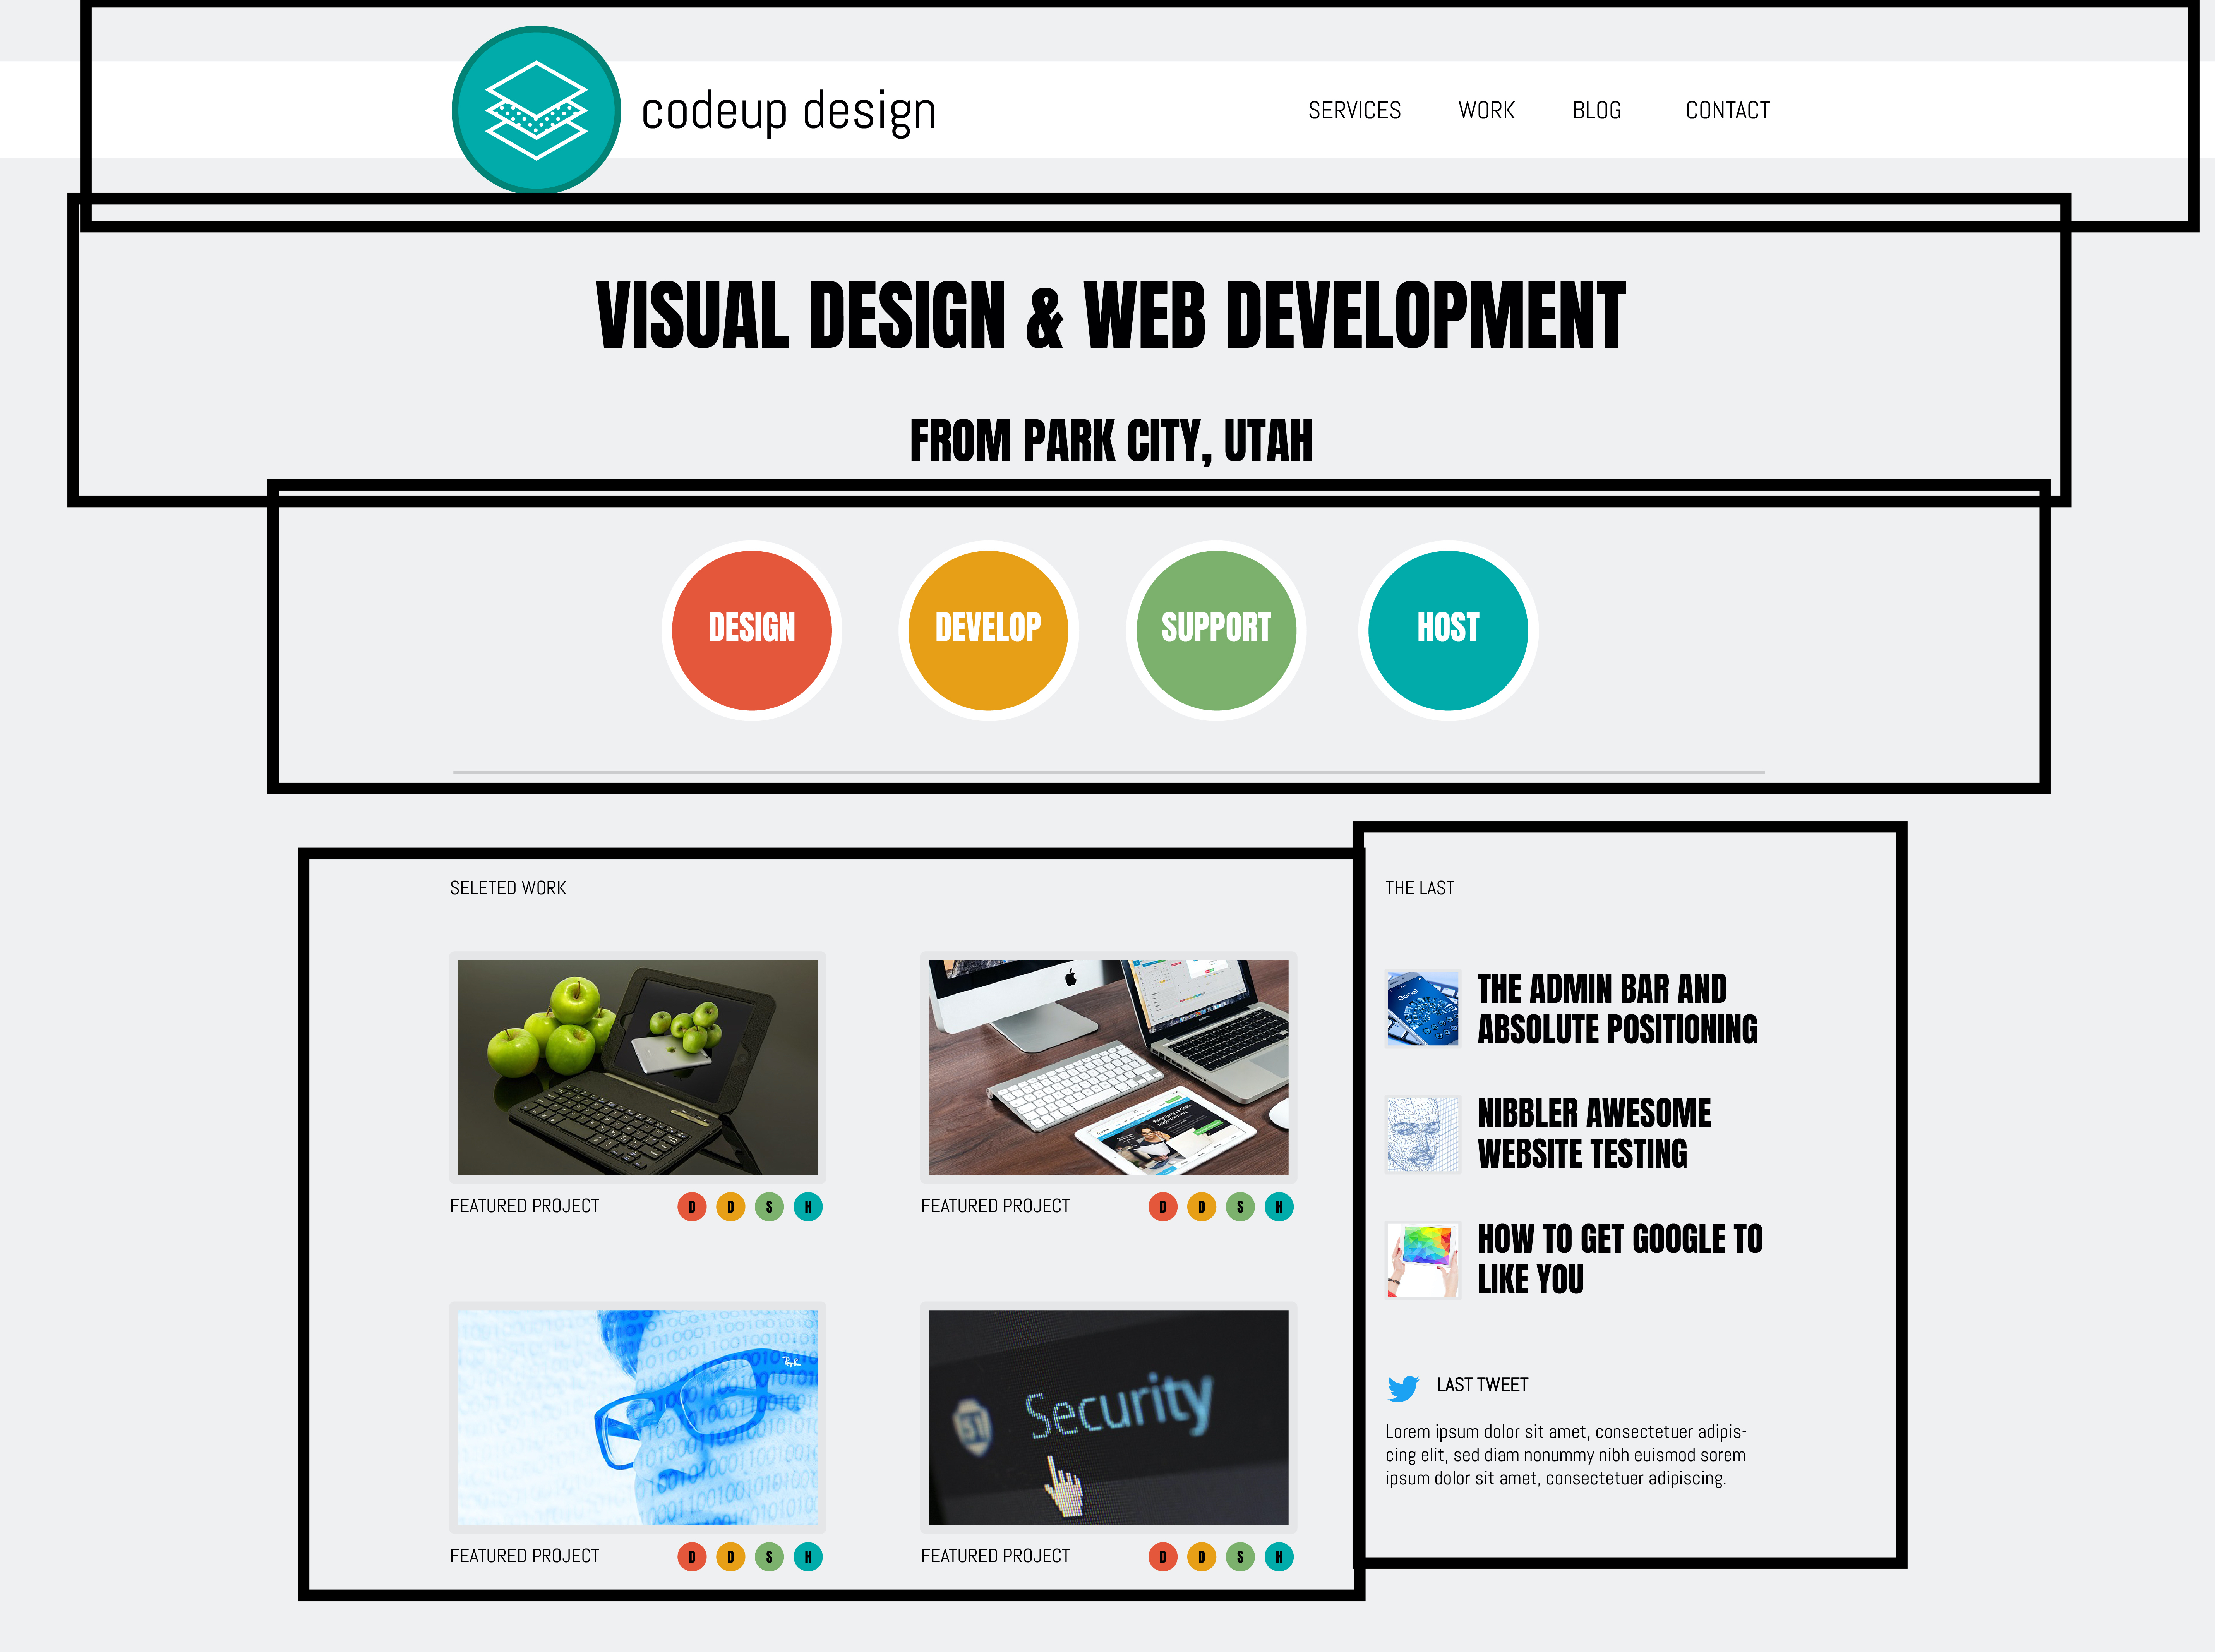 codeup design
SERVICES WORK BLOG CONTACT
VISUAL DESIGN & WEB DEVELOPMENT
FROM PARK CITY, UTAH
DESIGN DEVELOP SUPPORT HOST
SELETED WORK
FEATURED PROJECT D D S H
FEATURED PROJECT D D S H
Security
FEATURED PROJECT D D S H
FEATURED PROJECT D D S H
THE LAST
Social
THE ADMIN BAR AND
ABSOLUTE POSITIONING
NIBBLER AWESOME
WEBSITE TESTING
HOW TO GET GOOGLE TO
LIKE YOU
LAST TWEET
Lorem ipsum dolor sit amet, consectetuer adipis-
cing elit, sed diam nonummy nibh euismod sorem
ipsum dolor sit amet, consectetuer adipiscing.